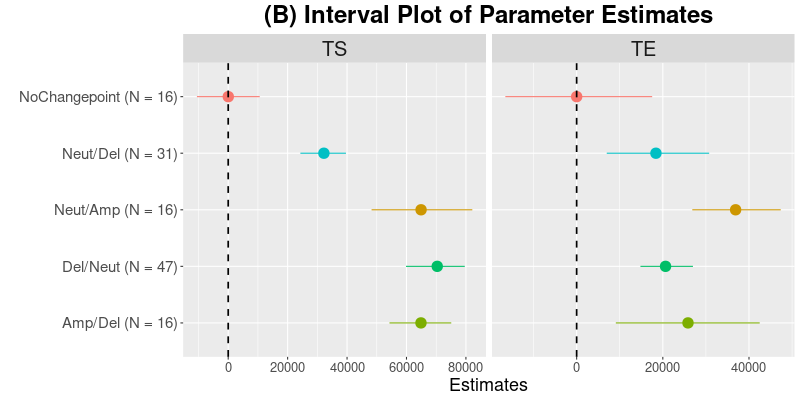 (B) Interval Plot of Parameter Estimates
TS
TE
NoChangepoint (N = 16)
Neut/Del (N = 31)
Neut/Amp (N = 16)
Del/Neut (N = 47)
Amp/Del (N = 16)
0 20000 40000 60000 80000
0 20000 40000
Estimates